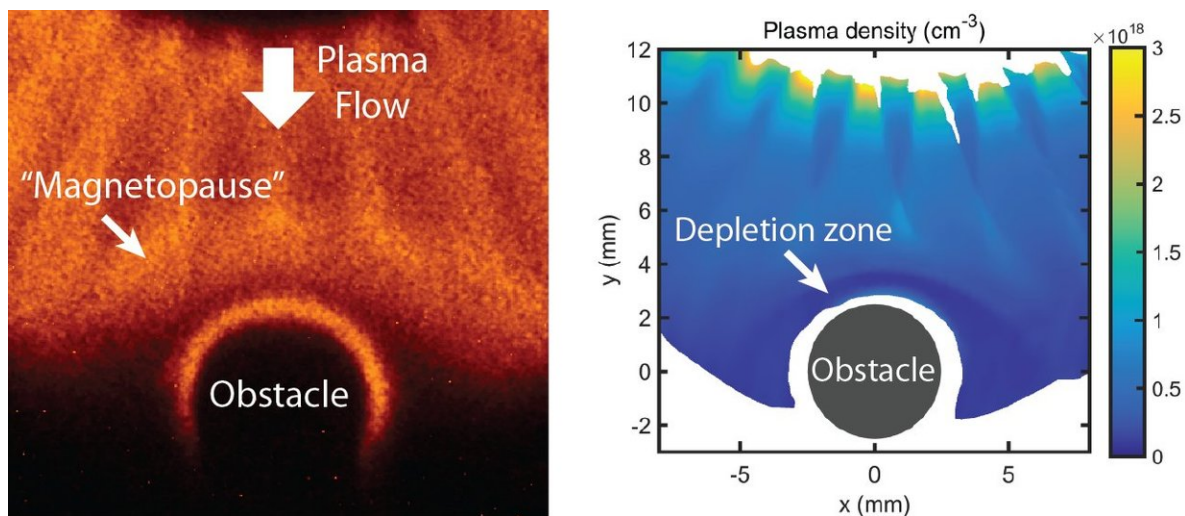 Plasma
Flow
“Magnetopause”
Obstacle
Plasma density (cm⁻³)
×10¹⁸
12
10
8
6
4
2
0
-2
y (mm)
Depletion zone
Obstacle
-5
0
5
x (mm)
3
2.5
2
1.5
1
0.5
0